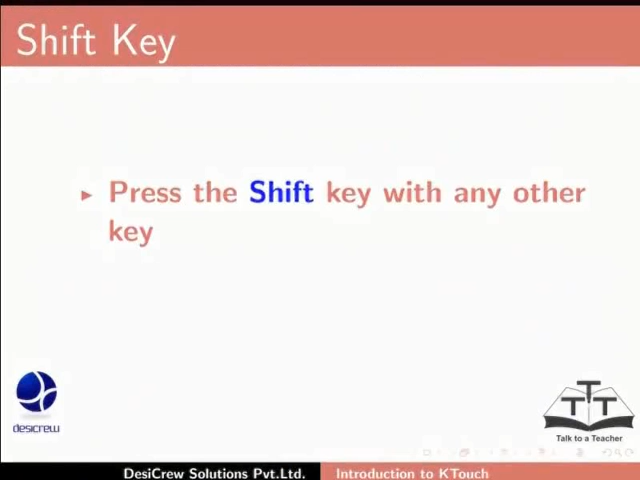 Shift Key
Press the Shift key with any other
key
desicrew
TTT
Talk to a Teacher
DesiCrew Solutions Pvt.Ltd. Introduction to KTouch